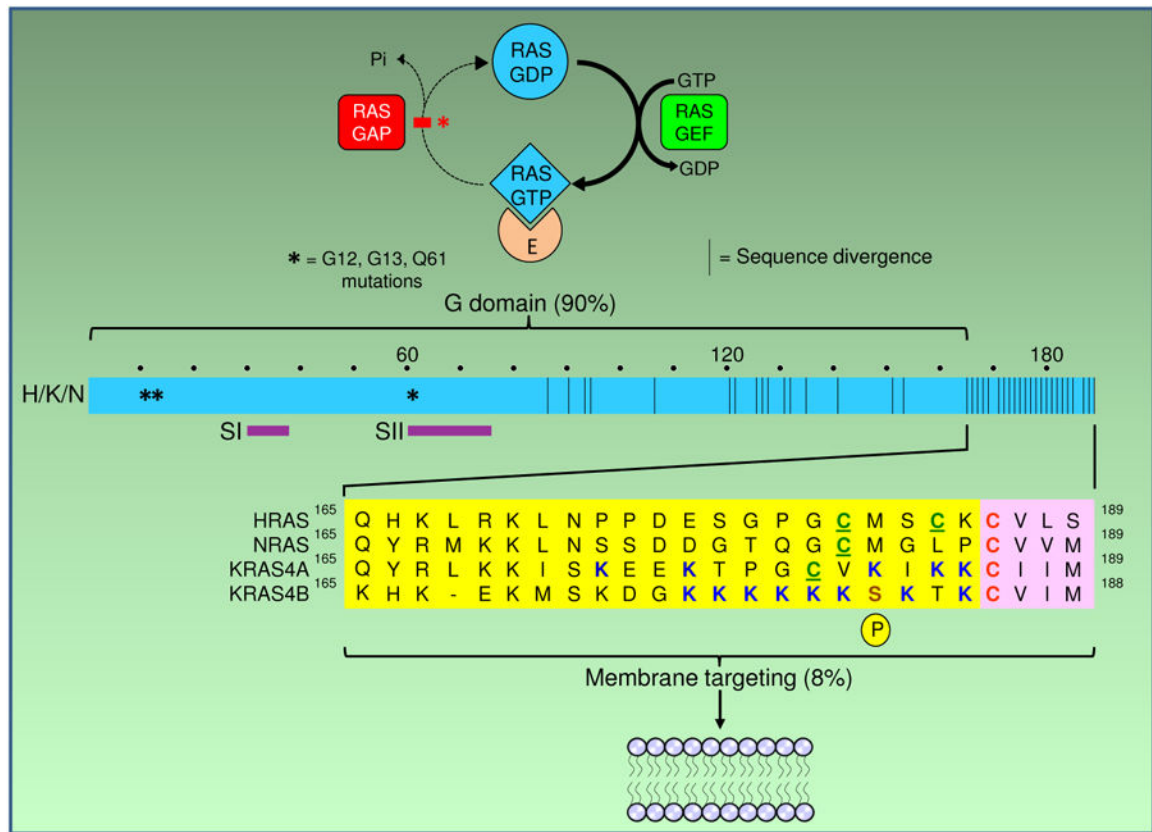 RAS
GDP
Pi
GTP
RAS
GAP
*
RAS
GEF
GDP
RAS
GTP
E
* = G12, G13, Q61
mutations
| = Sequence divergence
G domain (90%)
60 120 180
H/K/N ** *
SI SII
HRAS 165 Q H K L R K L N P P D E S G P G C M S C K C V L S 189
NRAS 165 Q Y R M K K L N S S D D G T Q G C M G L P C V V M 189
KRAS4A 165 Q Y R L K K I S K E E K T P G C V K I K K C I I M 189
KRAS4B 165 K H K - E K M S K D G K K K K K K S K T K C V I M 188
P
Membrane targeting (8%)